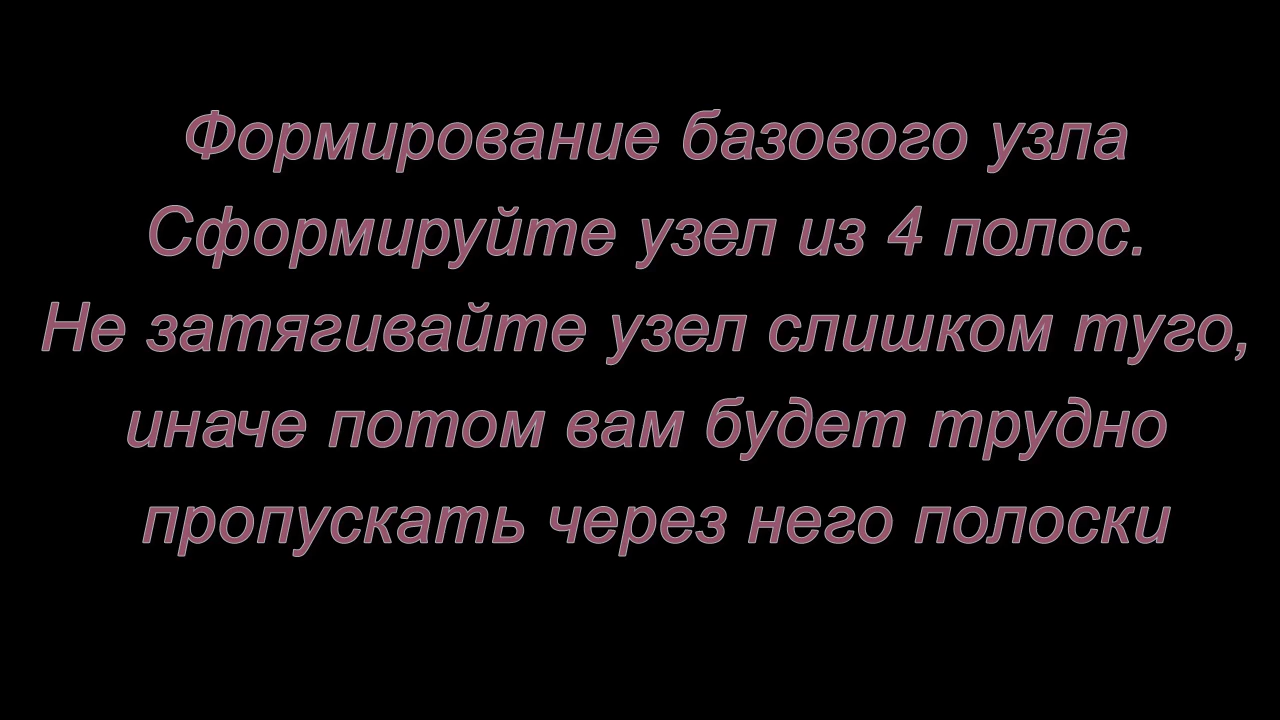 Формирование базового узла
Сформируйте узел из 4 полос.
Не затягивайте узел слишком туго,
иначе потом вам будет трудно
пропускать через него полоски